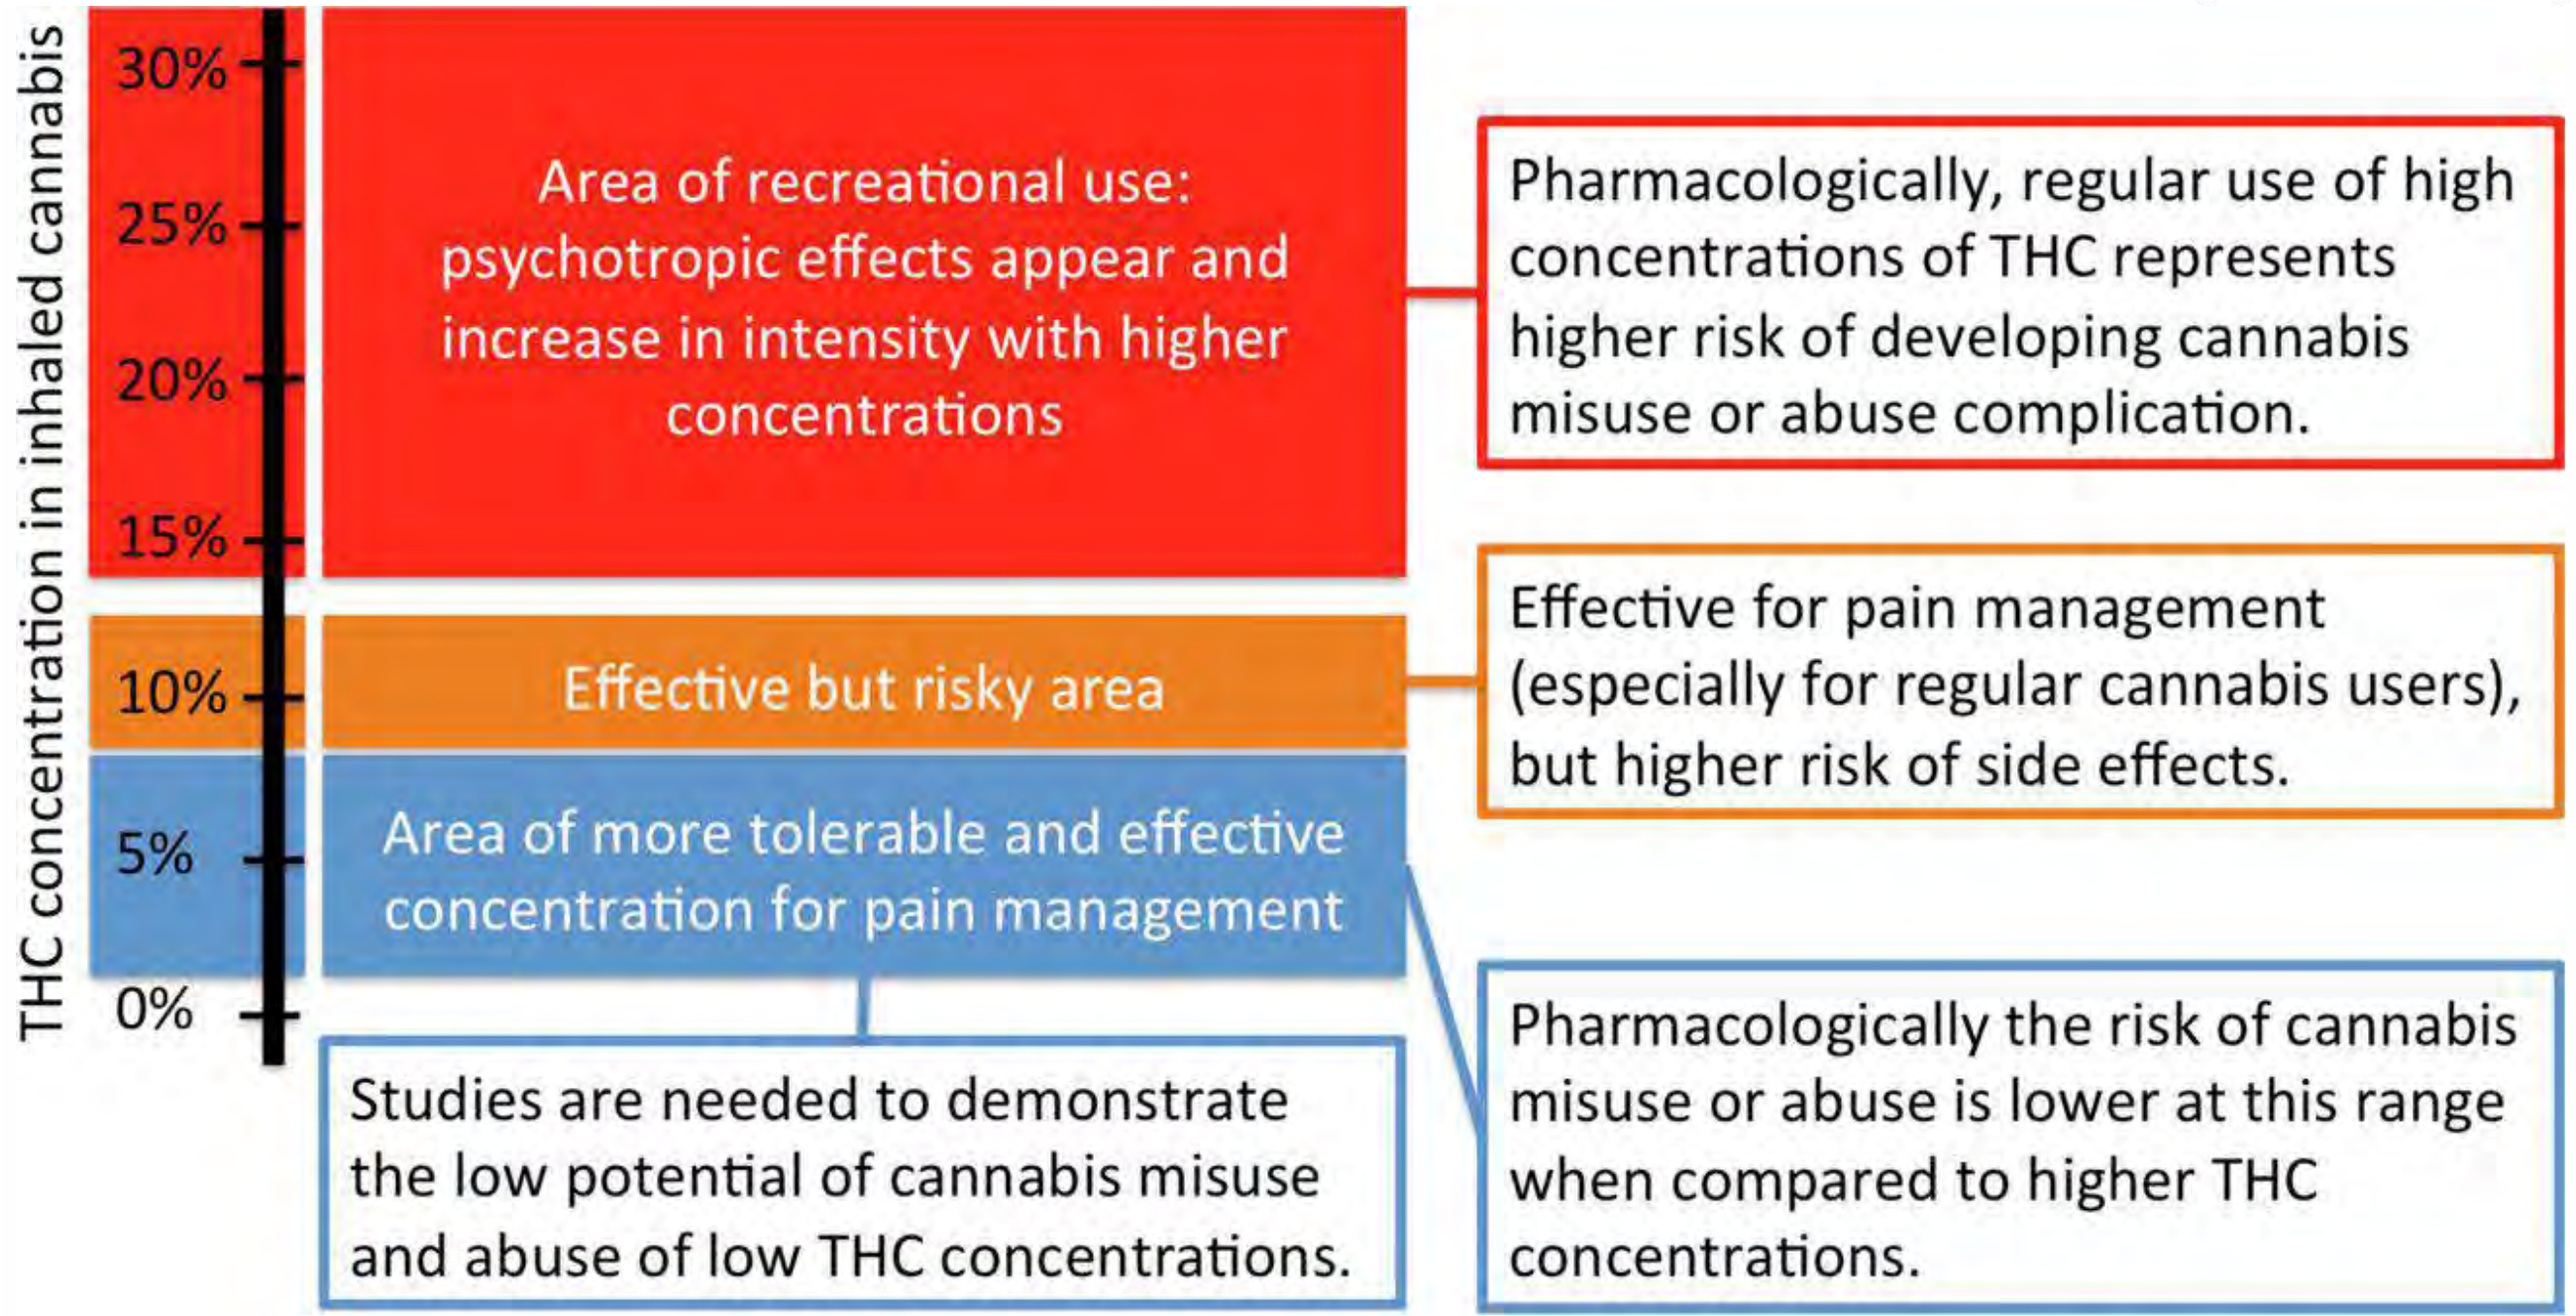 THC concentration in inhaled cannabis
30%
25%
20%
15%
10%
5%
0%
Area of recreational use:
psychotropic effects appear and
increase in intensity with higher
concentrations
Pharmacologically, regular use of high
concentrations of THC represents
higher risk of developing cannabis
misuse or abuse complication.
Effective but risky area
Effective for pain management
(especially for regular cannabis users),
but higher risk of side effects.
Area of more tolerable and effective
concentration for pain management
Studies are needed to demonstrate
the low potential of cannabis misuse
and abuse of low THC concentrations.
Pharmacologically the risk of cannabis
misuse or abuse is lower at this range
when compared to higher THC
concentrations.